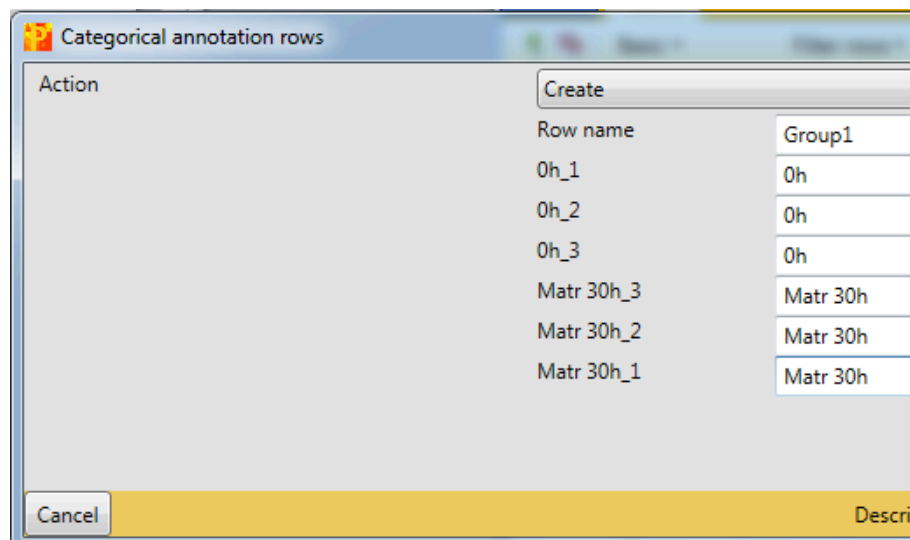 Categorical annotation rows
Action
Create
Row name Group1
0h_1 0h
0h_2 0h
0h_3 0h
Matr 30h_3 Matr 30h
Matr 30h_2 Matr 30h
Matr 30h_1 Matr 30h
Cancel Descri